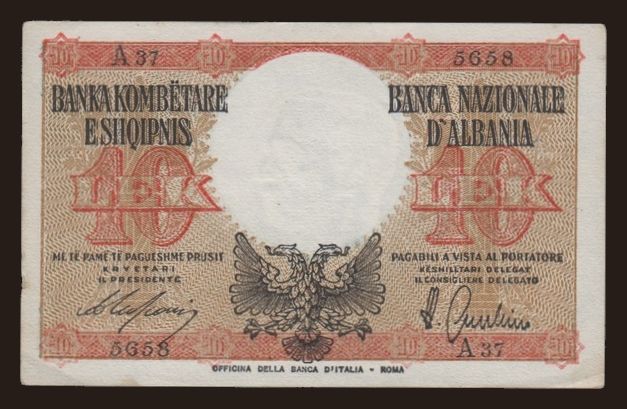 A 37 5658
BANKA KOMBËTARE
E SHQIPNIS
BANCA NAZIONALE
D'ALBANIA
10 LEK
10 LEK
ME TË PAMË TË PAGUESHME PRUSIT
KRYETARI
IL PRESIDENTE
PAGABILI A VISTA AL PORTATORE
KËSHILLTARI DELEGAT
IL CONSIGLIERE DELEGATO
5658 A 37
OFFICINA DELLA BANCA D'ITALIA - ROMA